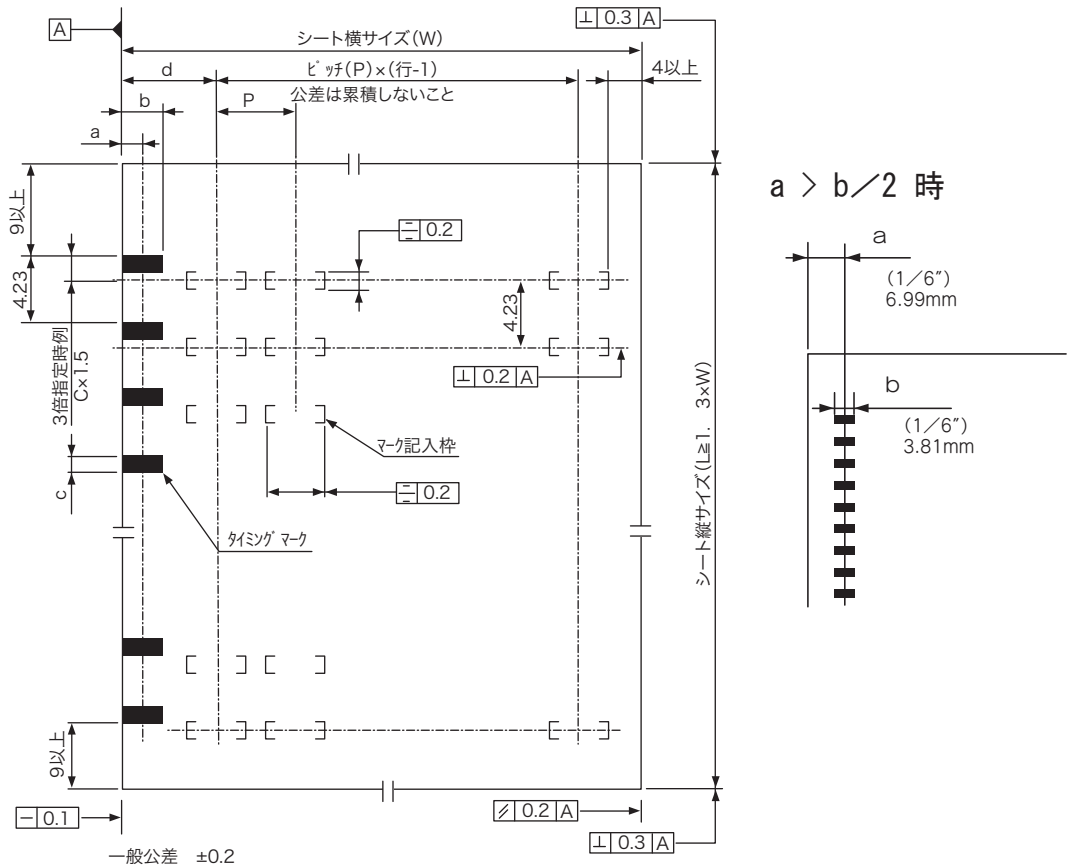 ⊥ 0.3 A
A
シート横サイズ(W)
d
ピッチ(P)×(行-1)
4以上
b
P
公差は累積しないこと
a
a > b/2 時
9以上
0.2
a
(1/6")
6.99mm
4.23
4.23
3倍指定時例
C×1.5
⊥ 0.2 A
b
(1/6")
3.81mm
マーク記入枠
0.2
c
シート縦サイズ(L≧1. 3×W)
タイミング マーク
9以上
― 0.1
⫽ 0.2 A
⊥ 0.3 A
一般公差 ±0.2